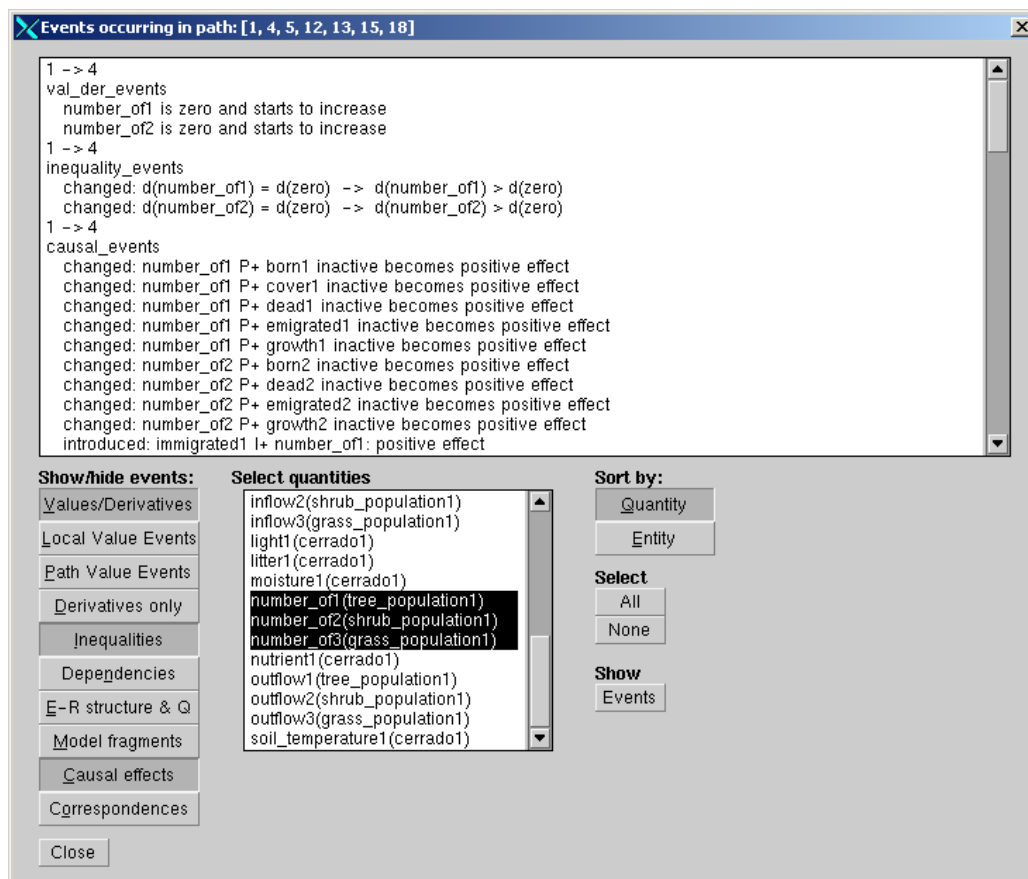 Events occurring in path: [1, 4, 5, 12, 13, 15, 18]
1 -> 4
val_der_events
number_of1 is zero and starts to increase
number_of2 is zero and starts to increase
1 -> 4
inequality_events
changed: d(number_of1) = d(zero) -> d(number_of1) > d(zero)
changed: d(number_of2) = d(zero) -> d(number_of2) > d(zero)
1 -> 4
causal_events
changed: number_of1 P+ born1 inactive becomes positive effect
changed: number_of1 P+ cover1 inactive becomes positive effect
changed: number_of1 P+ dead1 inactive becomes positive effect
changed: number_of1 P+ emigrated1 inactive becomes positive effect
changed: number_of1 P+ growth1 inactive becomes positive effect
changed: number_of2 P+ born2 inactive becomes positive effect
changed: number_of2 P+ dead2 inactive becomes positive effect
changed: number_of2 P+ emigrated2 inactive becomes positive effect
changed: number_of2 P+ growth2 inactive becomes positive effect
introduced: immigrated1 I+ number_of1: positive effect
Show/hide events:
Values/Derivatives
Local Value Events
Path Value Events
Derivatives only
Inequalities
Dependencies
E-R structure & Q
Model fragments
Causal effects
Correspondences
Close
Select quantities
inflow2(shrub_population1)
inflow3(grass_population1)
light1(cerrado1)
litter1(cerrado1)
moisture1(cerrado1)
number_of1(tree_population1)
number_of2(shrub_population1)
number_of3(grass_population1)
nutrient1(cerrado1)
outflow1(tree_population1)
outflow2(shrub_population1)
outflow3(grass_population1)
soil_temperature1(cerrado1)
Sort by:
Quantity
Entity
Select
All
None
Show
Events